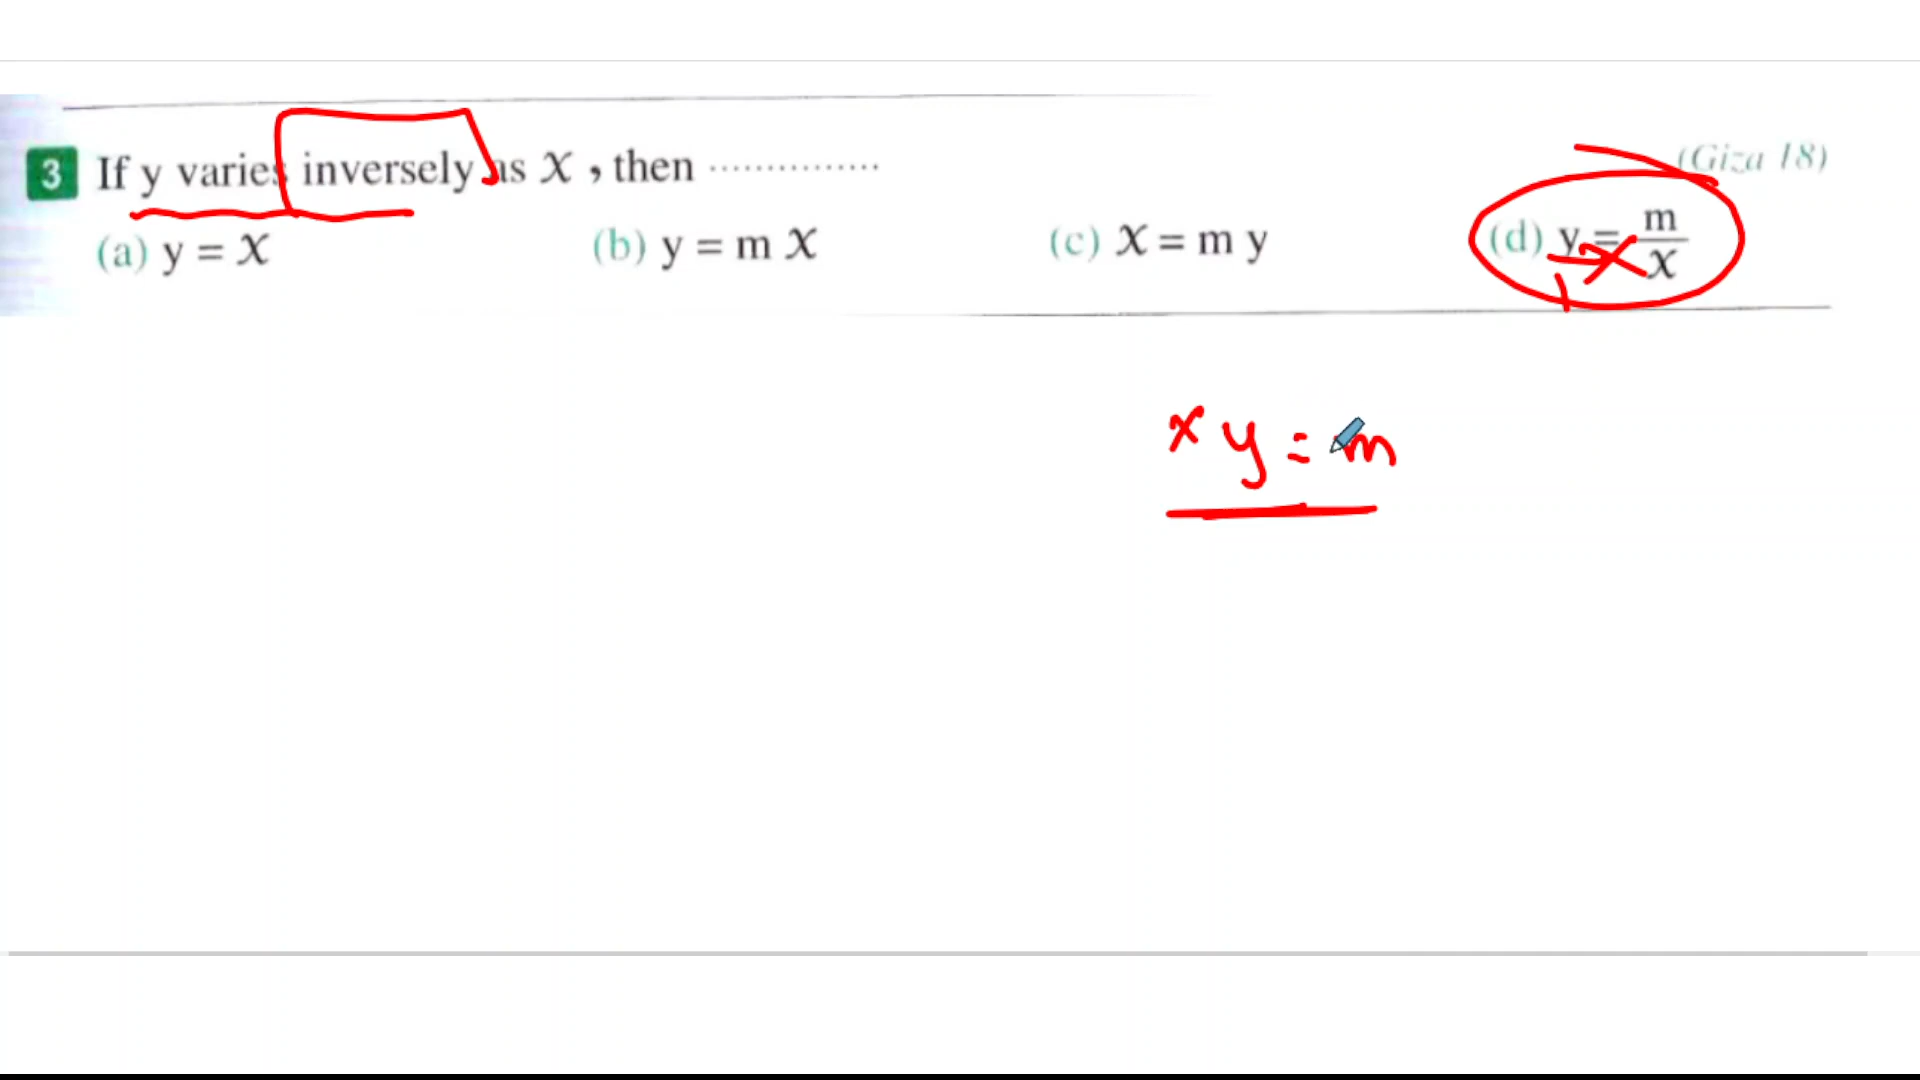 3 If y varies inversely as X , then ............... (Giza 18)
(a) y = X (b) y = m X (c) X = m y (d) y = m/X
x y = m